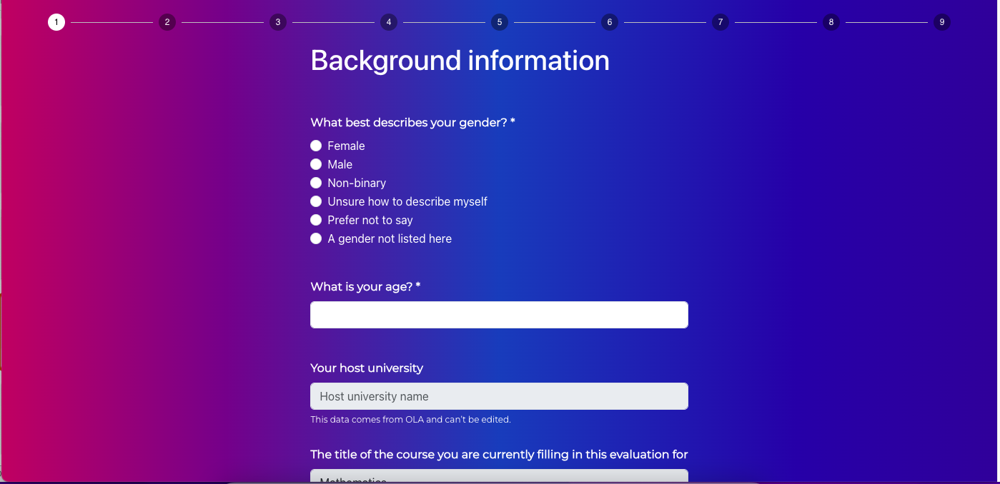 1 2 3 4 5 6 7 8 9
Background information
What best describes your gender? *
Female
Male
Non-binary
Unsure how to describe myself
Prefer not to say
A gender not listed here
What is your age? *
Your host university
Host university name
This data comes from OLA and can't be edited.
The title of the course you are currently filling in this evaluation for
Mathematics